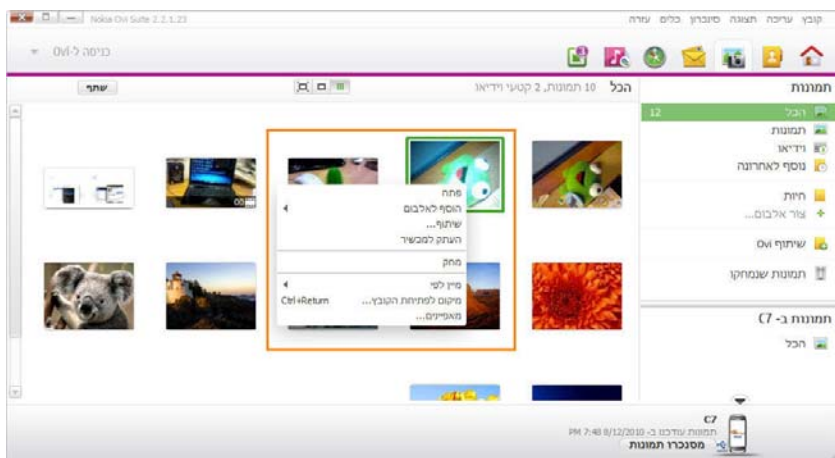 Nokia Ovi Suite 2.2.1.23
קובץ עריכה תצוגה סינכרון כלים עזרה
כניסה ל-Ovi
תמונות
הכל 10 תמונות, 2 קטעי וידיאו
שתף
הכל 12
תמונות
וידיאו
נוסף לאחרונה
חיות
צור אלבום...
שיתוף Ovi
תמונות שנמחקו
תמונות ב- C7
הכל
פתח
הוסף לאלבום
שיתוף...
העתק למכשיר
מחק
מיין לפי
מיקום לפתיחת הקובץ... Ctrl+Return
מאפיינים...
C7
תמונות עודכנו ב- 8/12/2010 7:48 PM
מסנכרו תמונות